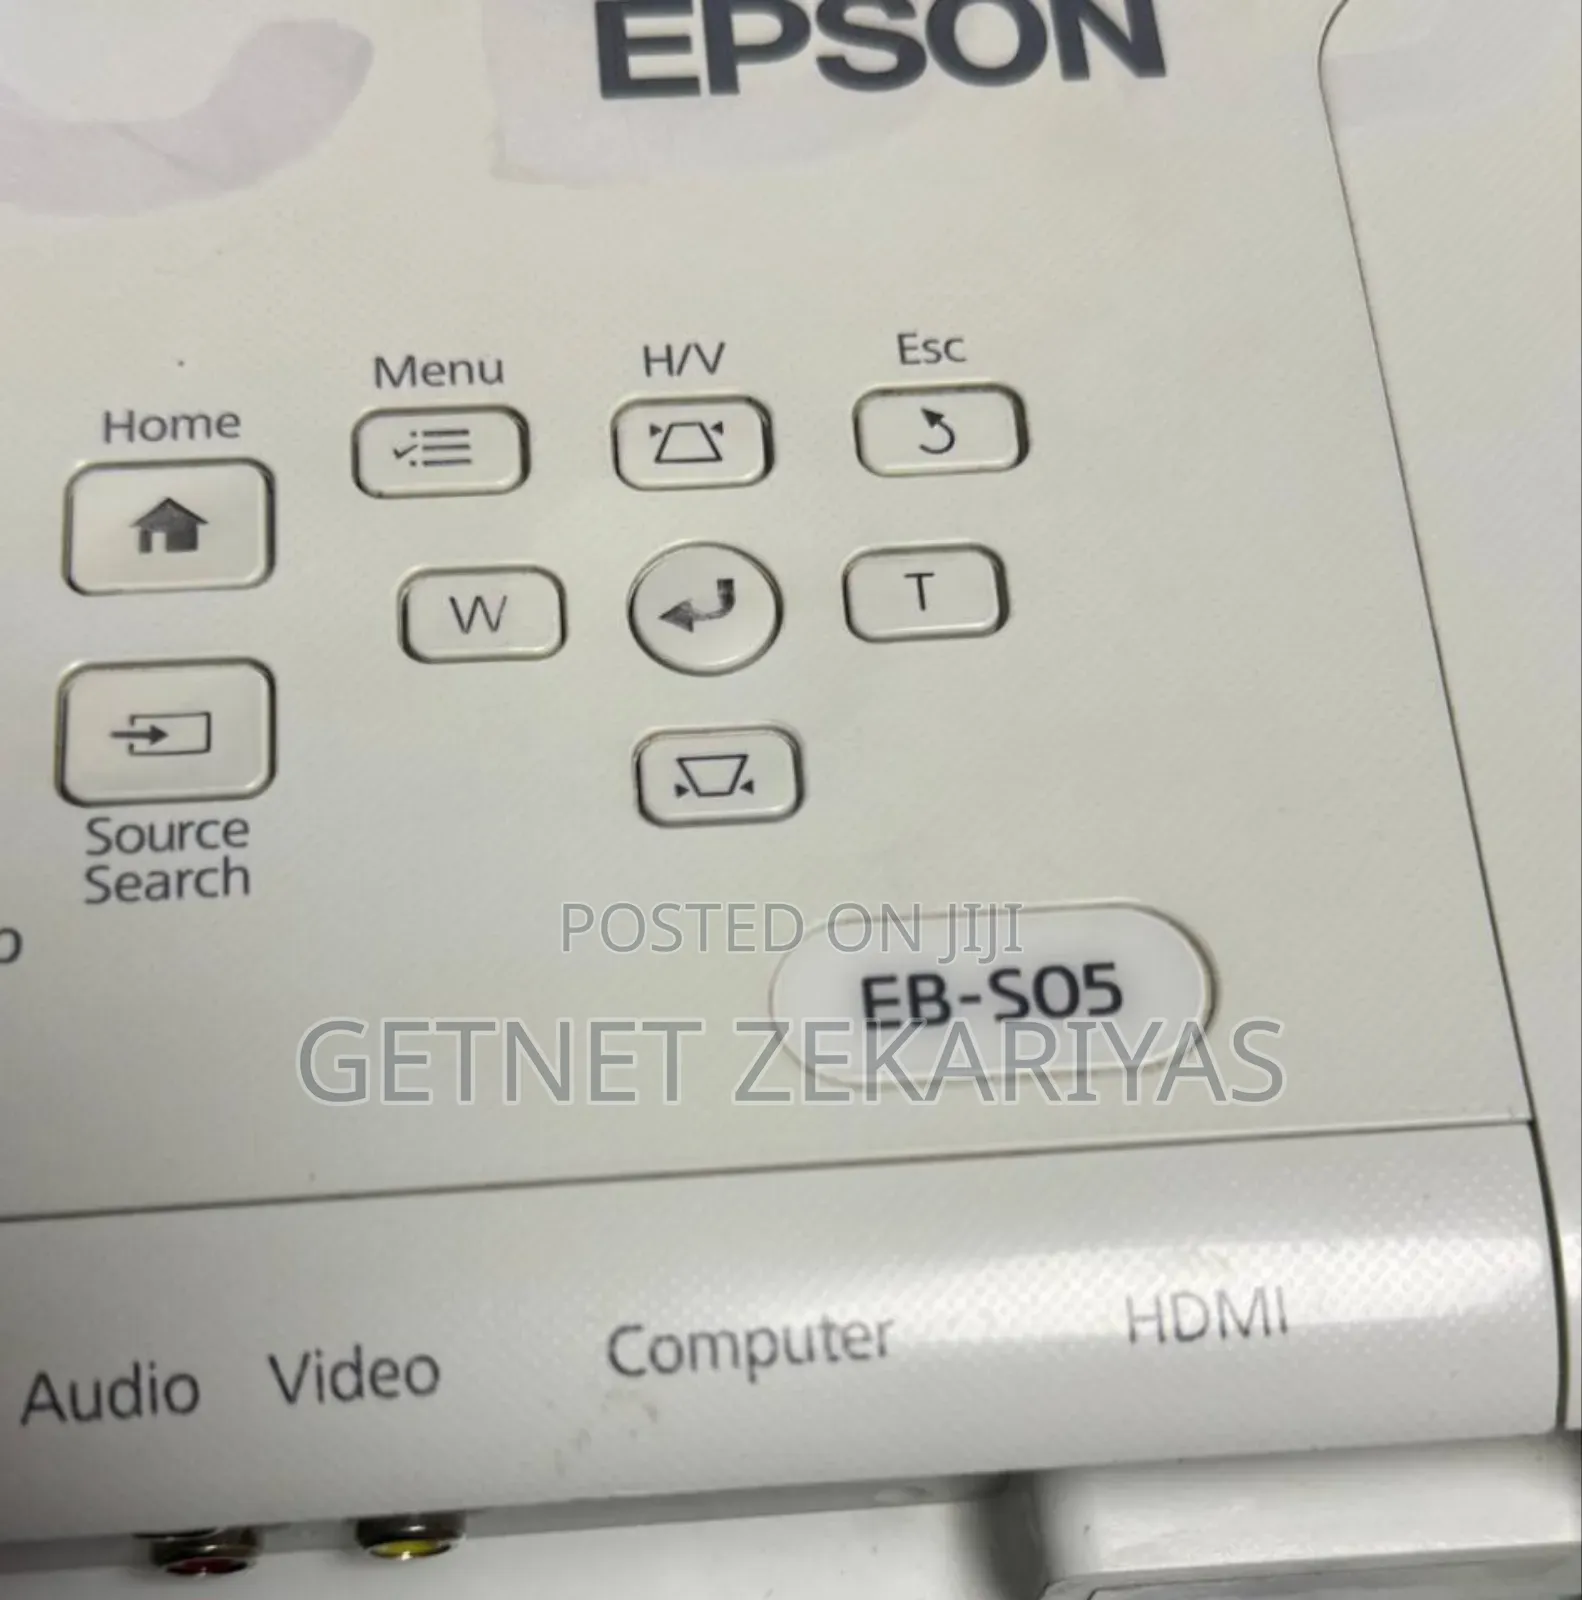 EPSON
Home
Menu
H/V
Esc
W
T
Source
Search
POSTED ON JIJI
EB-S05
GETNET ZEKARIYAS
Audio
Video
Computer
HDMI